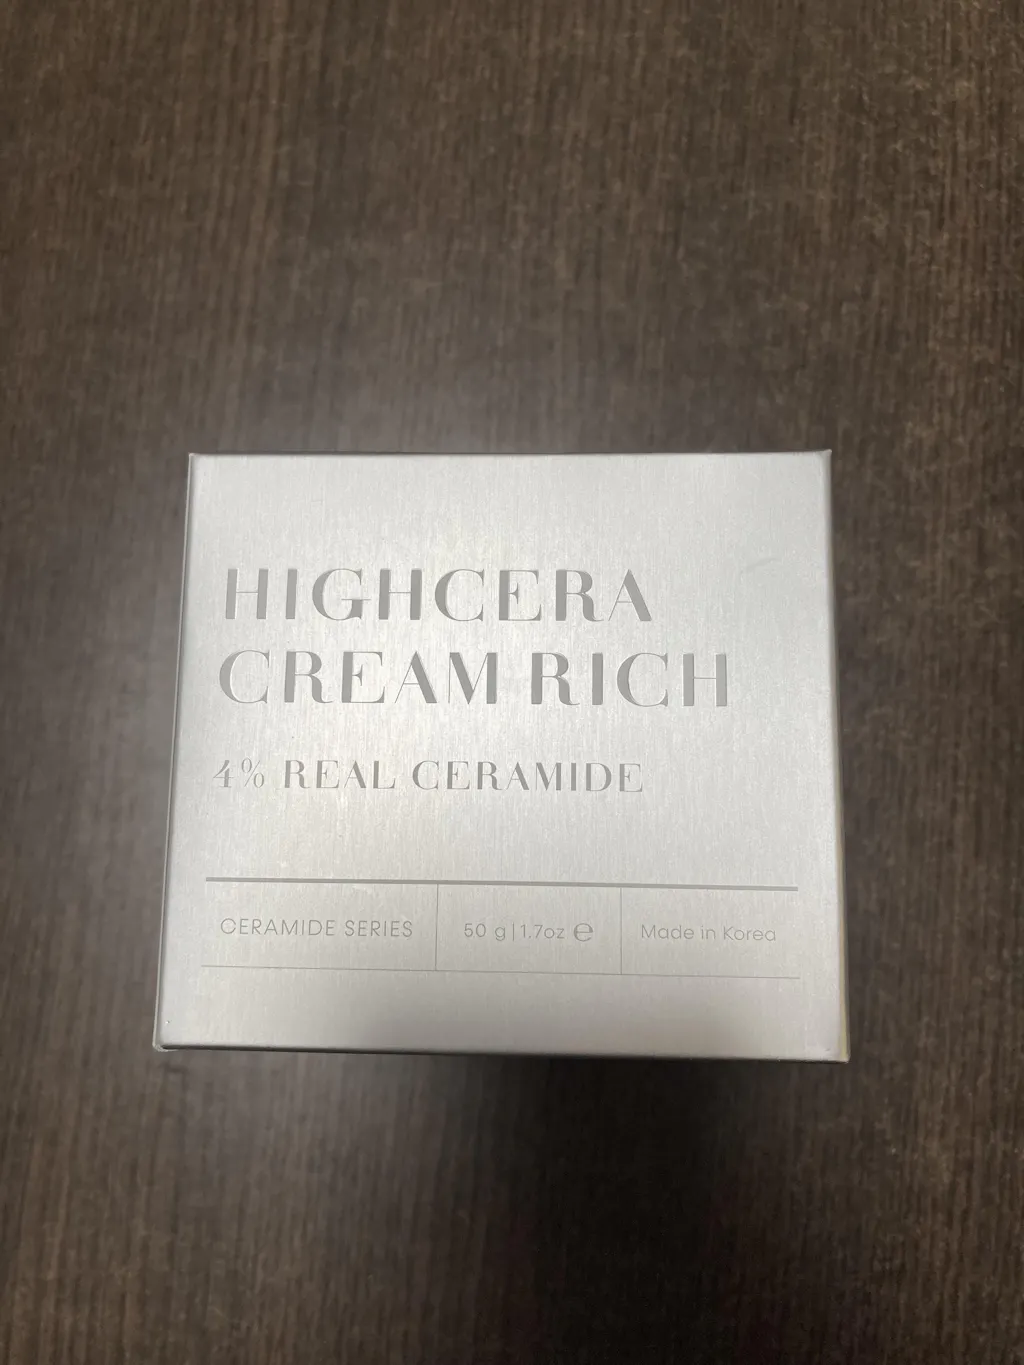 HIGHCERA
CREAM RICH
4% REAL CERAMIDE
CERAMIDE SERIES
50 g | 1.7oz ℮
Made in Korea